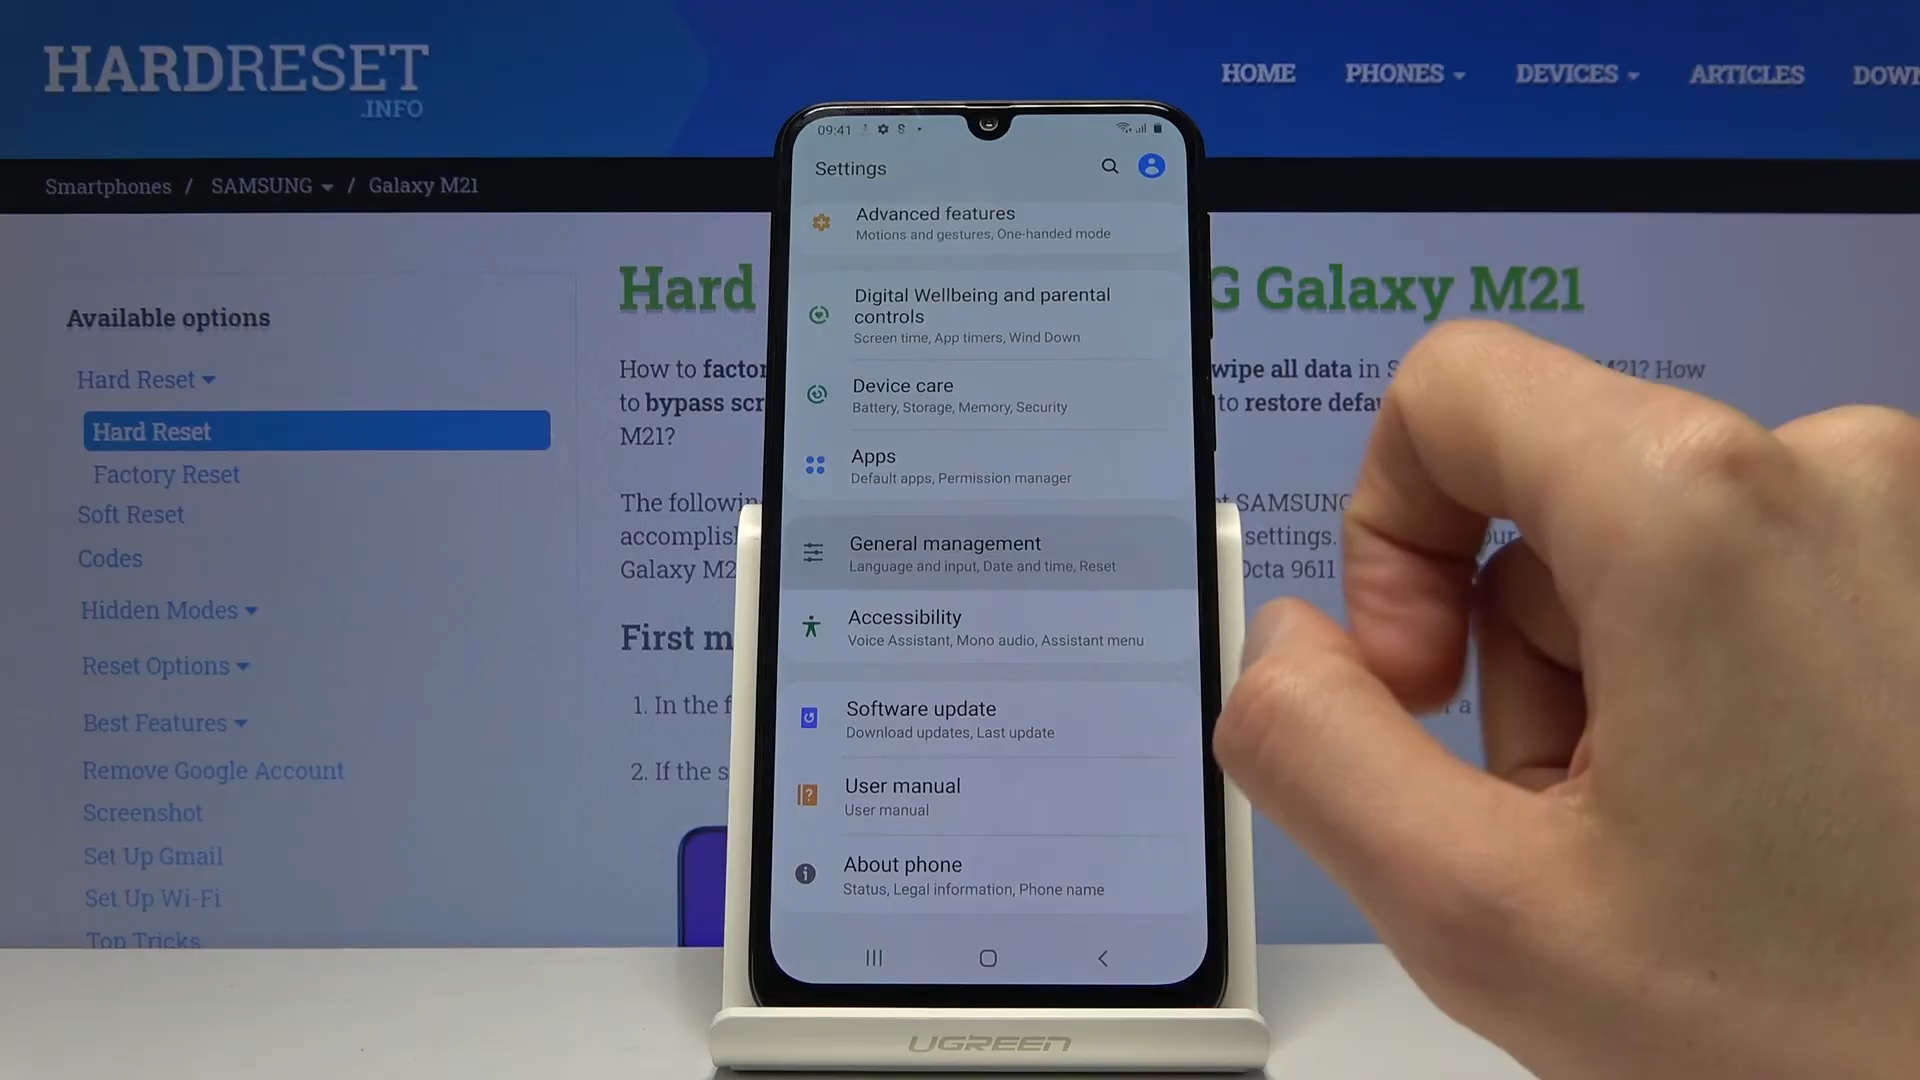 HARDRESET
.INFO
HOME PHONES DEVICES ARTICLES DOWN
Smartphones / SAMSUNG / Galaxy M21
Available options
Hard Reset
Hard Reset
Factory Reset
Soft Reset
Codes
Hidden Modes
Reset Options
Best Features
Remove Google Account
Screenshot
Set Up Gmail
Set Up Wi-Fi
Top Tricks
Hard G Galaxy M21
How to factor wipe all data in S M21? How
to bypass scr to restore defau
M21?
The followin t SAMSUNG
accomplis settings. our
Galaxy M2 Octa 9611
First m
1. In the f r a
2. If the s
09:41
Settings
Advanced features
Motions and gestures, One-handed mode
Digital Wellbeing and parental
controls
Screen time, App timers, Wind Down
Device care
Battery, Storage, Memory, Security
Apps
Default apps, Permission manager
General management
Language and input, Date and time, Reset
Accessibility
Voice Assistant, Mono audio, Assistant menu
Software update
Download updates, Last update
User manual
User manual
About phone
Status, Legal information, Phone name
UGREEN